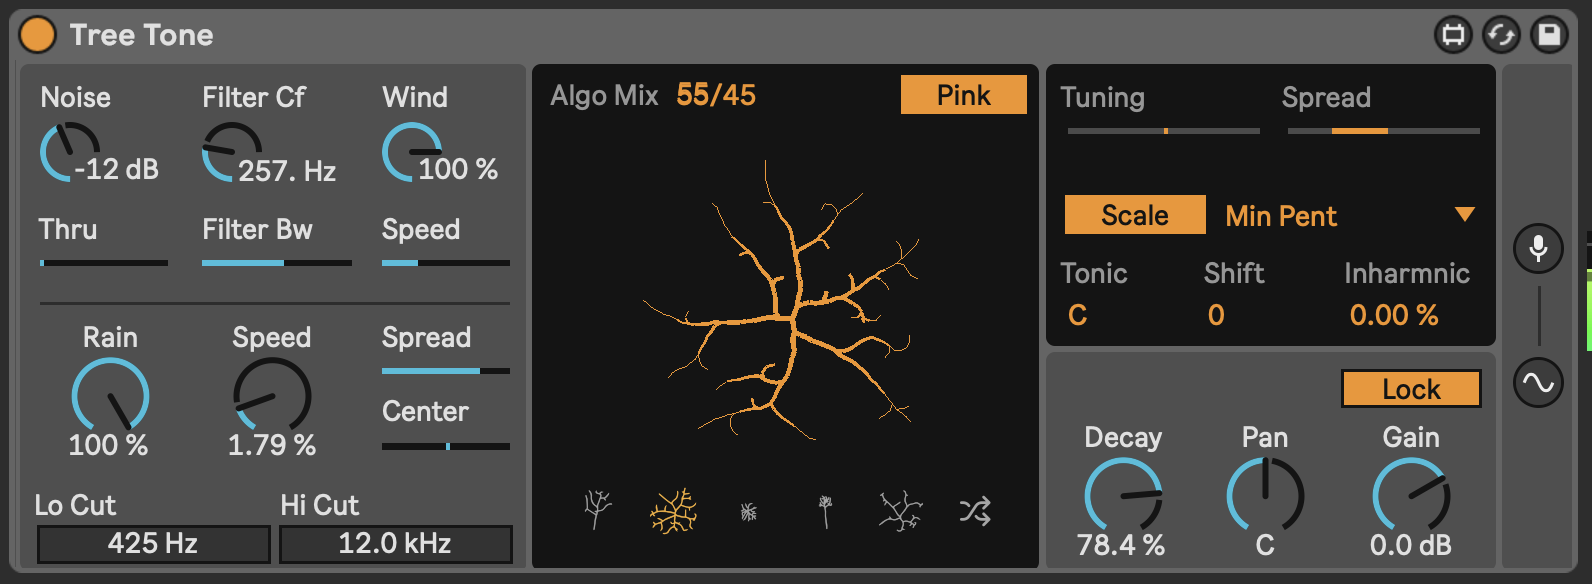 Tree Tone
Noise Filter Cf Wind
-12 dB 257. Hz 100 %
Thru Filter Bw Speed
Rain Speed Spread
Center
100 % 1.79 %
Lo Cut Hi Cut
425 Hz 12.0 kHz
Algo Mix 55/45 Pink
Tuning Spread
Scale Min Pent
Tonic Shift Inharmnic
C 0 0.00 %
Lock
Decay Pan Gain
78.4 % C 0.0 dB